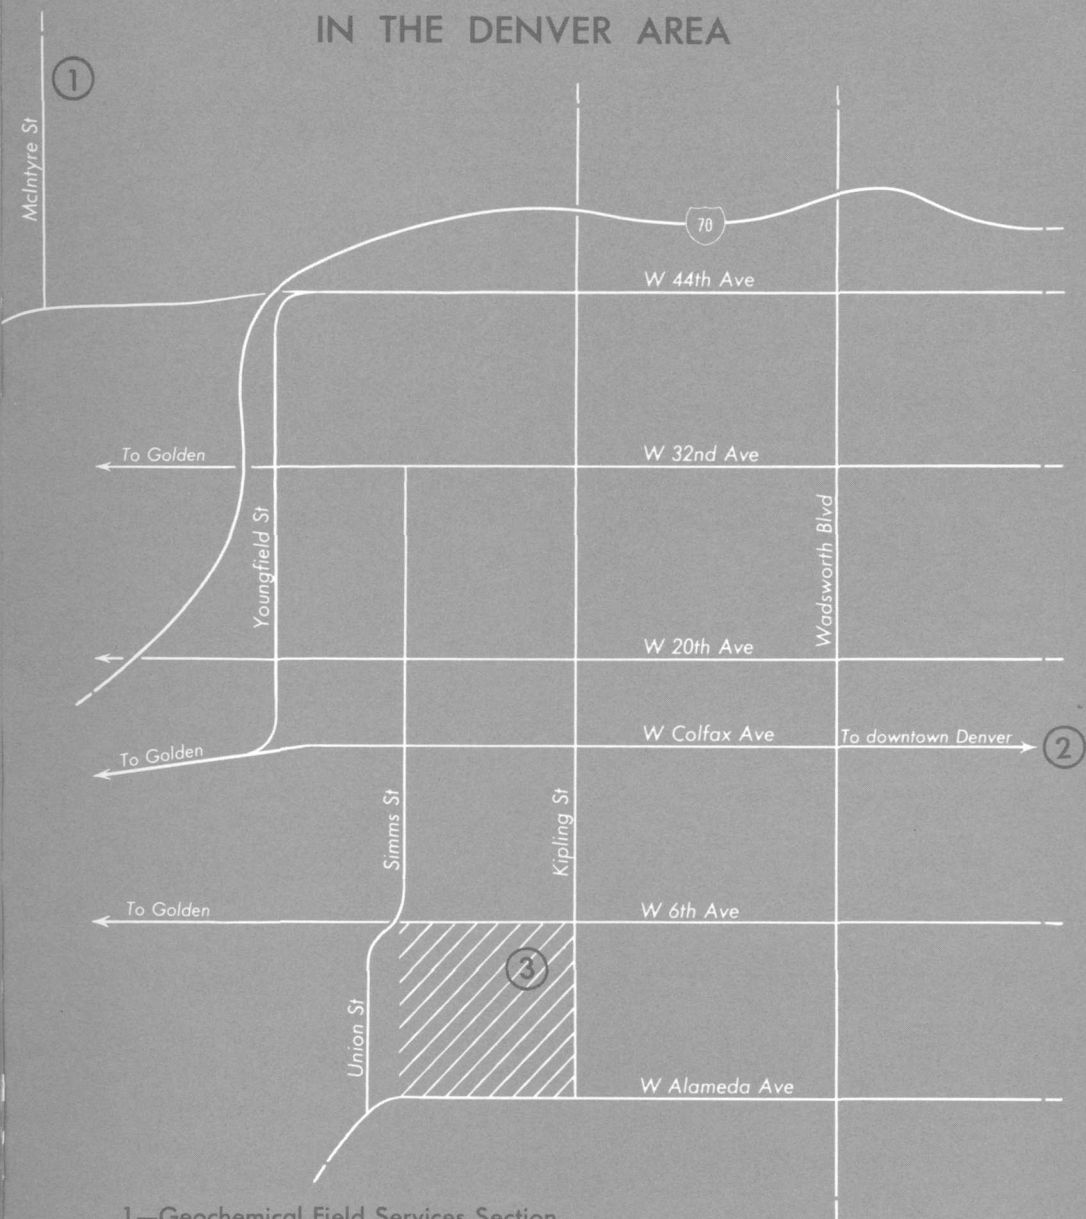 IN THE DENVER AREA
1
McIntyre St
70
W 44th Ave
To Golden
W 32nd Ave
Youngfield St
Wadsworth Blvd
W 20th Ave
To Golden
W Colfax Ave
To downtown Denver
2
Simms St
Kipling St
To Golden
W 6th Ave
3
Union St
W Alameda Ave
1—Geochemical Field Services Section